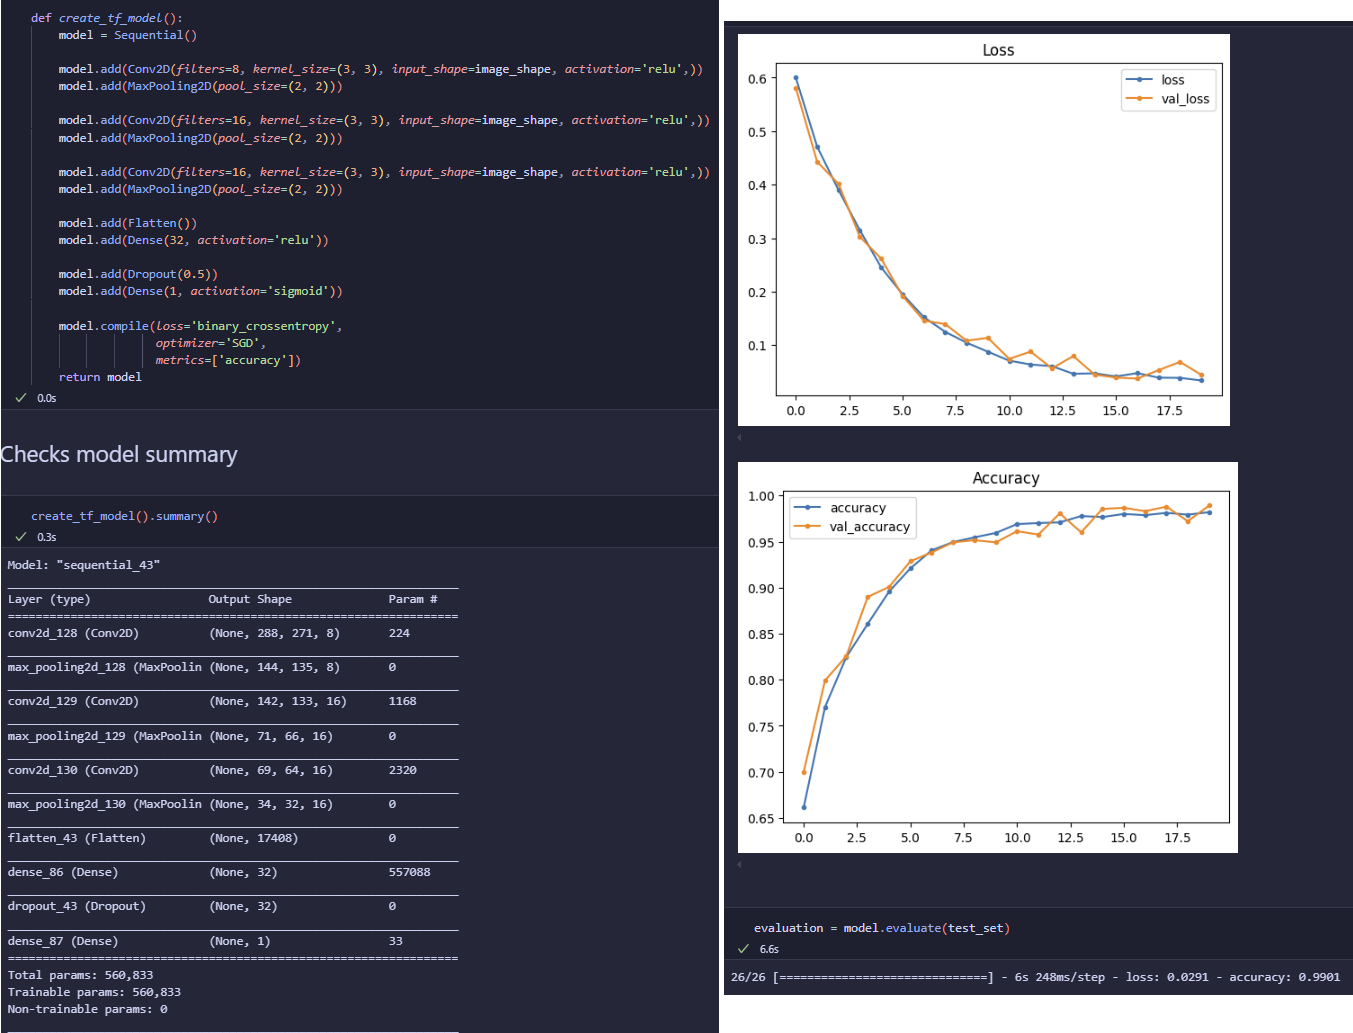 def create_tf_model():
model = Sequential()
model.add(Conv2D(filters=8, kernel_size=(3, 3), input_shape=image_shape, activation='relu',))
model.add(MaxPooling2D(pool_size=(2, 2)))
model.add(Conv2D(filters=16, kernel_size=(3, 3), input_shape=image_shape, activation='relu',))
model.add(MaxPooling2D(pool_size=(2, 2)))
model.add(Conv2D(filters=16, kernel_size=(3, 3), input_shape=image_shape, activation='relu',))
model.add(MaxPooling2D(pool_size=(2, 2)))
model.add(Flatten())
model.add(Dense(32, activation='relu'))
model.add(Dropout(0.5))
model.add(Dense(1, activation='sigmoid'))
model.compile(loss='binary_crossentropy',
optimizer='SGD',
metrics=['accuracy'])
return model
0.0s
Checks model summary
create_tf_model().summary()
0.3s
Model: "sequential_43"
Layer (type) Output Shape Param #
conv2d_128 (Conv2D) (None, 288, 271, 8) 224
max_pooling2d_128 (MaxPoolin (None, 144, 135, 8) 0
conv2d_129 (Conv2D) (None, 142, 133, 16) 1168
max_pooling2d_129 (MaxPoolin (None, 71, 66, 16) 0
conv2d_130 (Conv2D) (None, 69, 64, 16) 2320
max_pooling2d_130 (MaxPoolin (None, 34, 32, 16) 0
flatten_43 (Flatten) (None, 17408) 0
dense_86 (Dense) (None, 32) 557088
dropout_43 (Dropout) (None, 32) 0
dense_87 (Dense) (None, 1) 33
Total params: 560,833
Trainable params: 560,833
Non-trainable params: 0
Loss
loss
val_loss
0.6
0.5
0.4
0.3
0.2
0.1
0.0 2.5 5.0 7.5 10.0 12.5 15.0 17.5
Accuracy
accuracy
val_accuracy
1.00
0.95
0.90
0.85
0.80
0.75
0.70
0.65
0.0 2.5 5.0 7.5 10.0 12.5 15.0 17.5
evaluation = model.evaluate(test_set)
6.6s
26/26 [==============================] - 6s 248ms/step - loss: 0.0291 - accuracy: 0.9901